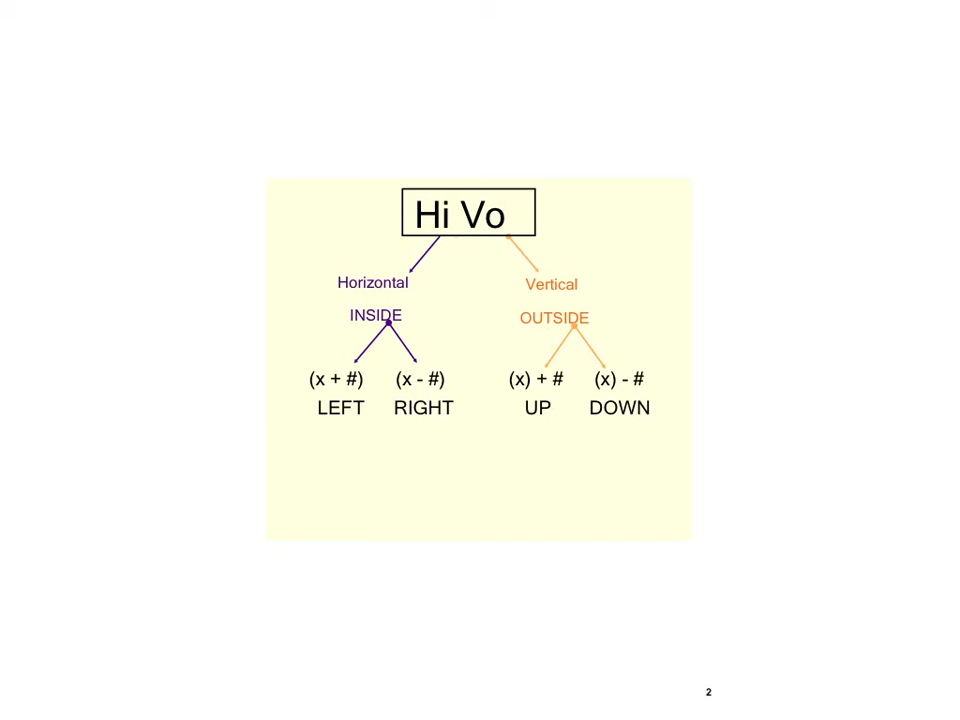 Hi Vo
Horizontal Vertical
INSIDE OUTSIDE
(x + #) (x - #) (x) + # (x) - #
LEFT RIGHT UP DOWN
2